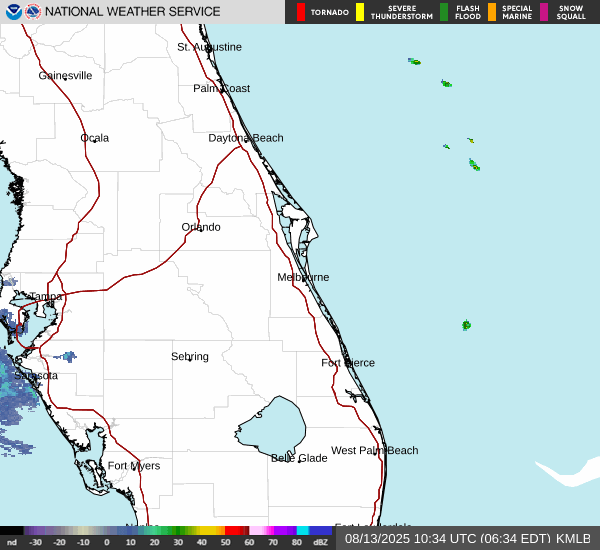 NATIONAL WEATHER SERVICE
TORNADO
SEVERE
THUNDERSTORM
FLASH
FLOOD
SPECIAL
MARINE
SNOW
SQUALL
St. Augustine
Gainesville
Palm Coast
Ocala
Daytona Beach
Orlando
Melbourne
Tampa
Sebring
Fort Pierce
Sarasota
West Palm Beach
Belle Glade
Fort Myers
Naples
Fort Lauderdale
nd -30 -20 -10 0 10 20 30 40 50 60 70 80 dBZ
08/13/2025 10:34 UTC (06:34 EDT) KMLB